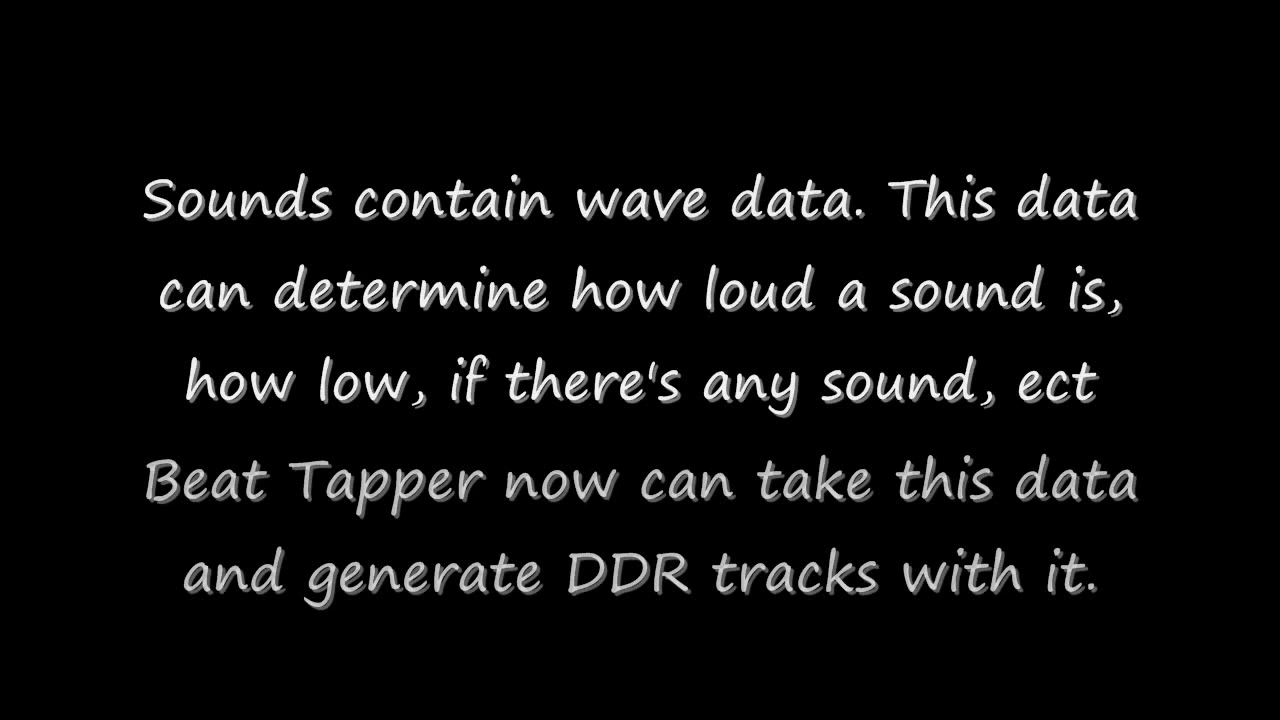 Sounds contain wave data. This data
can determine how loud a sound is,
how low, if there's any sound, ect
Beat Tapper now can take this data
and generate DDR tracks with it.